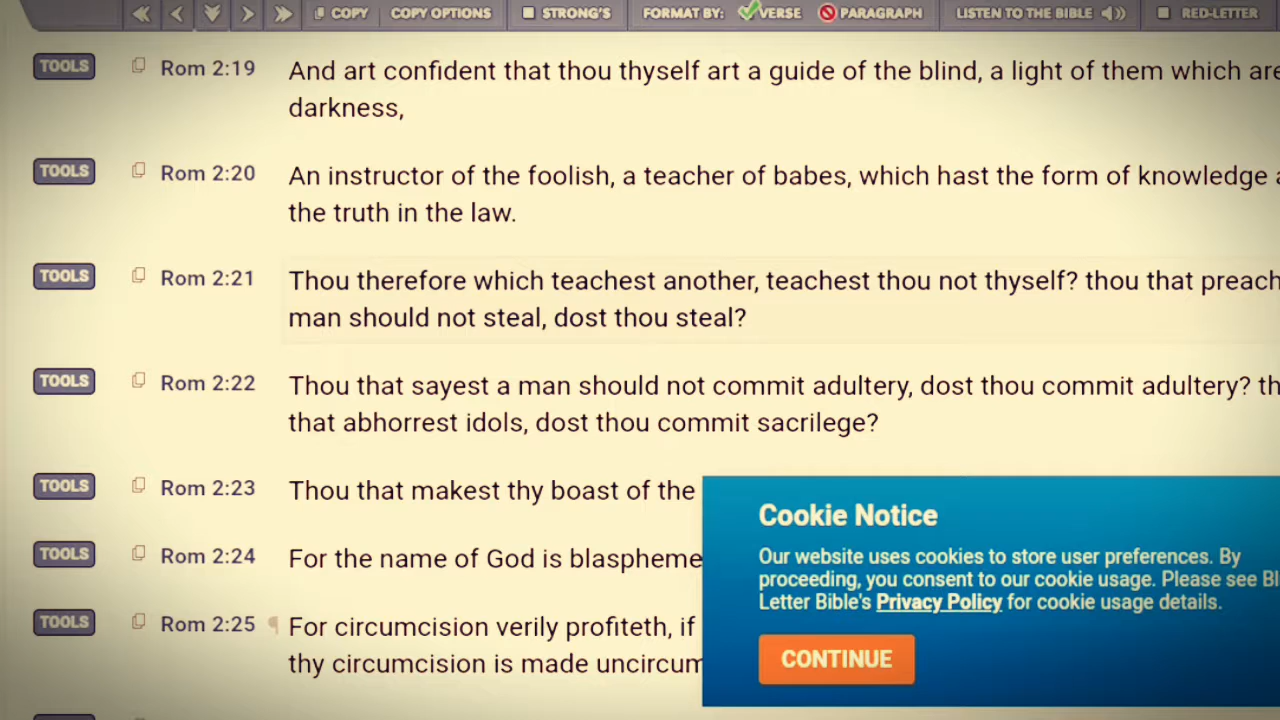 COPY COPY OPTIONS STRONG'S FORMAT BY: VERSE PARAGRAPH LISTEN TO THE BIBLE RED-LETTER
TOOLS Rom 2:19 And art confident that thou thyself art a guide of the blind, a light of them which are
darkness,
TOOLS Rom 2:20 An instructor of the foolish, a teacher of babes, which hast the form of knowledge
the truth in the law.
TOOLS Rom 2:21 Thou therefore which teachest another, teachest thou not thyself? thou that preach
man should not steal, dost thou steal?
TOOLS Rom 2:22 Thou that sayest a man should not commit adultery, dost thou commit adultery? th
that abhorrest idols, dost thou commit sacrilege?
TOOLS Rom 2:23 Thou that makest thy boast of the
TOOLS Rom 2:24 For the name of God is blaspheme
TOOLS Rom 2:25 ¶ For circumcision verily profiteth, if
thy circumcision is made uncircum
Cookie Notice
Our website uses cookies to store user preferences. By
proceeding, you consent to our cookie usage. Please see Bl
Letter Bible's Privacy Policy for cookie usage details.
CONTINUE